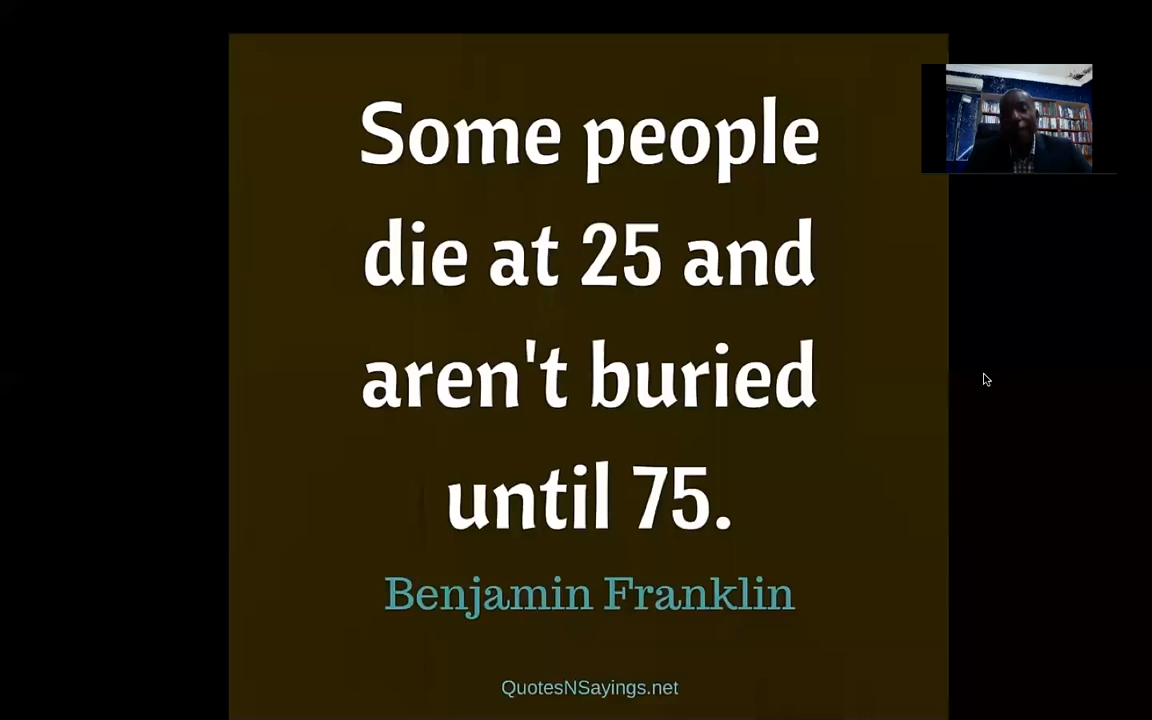 Some people
die at 25 and
aren't buried
until 75.
Benjamin Franklin
QuotesNSayings.net